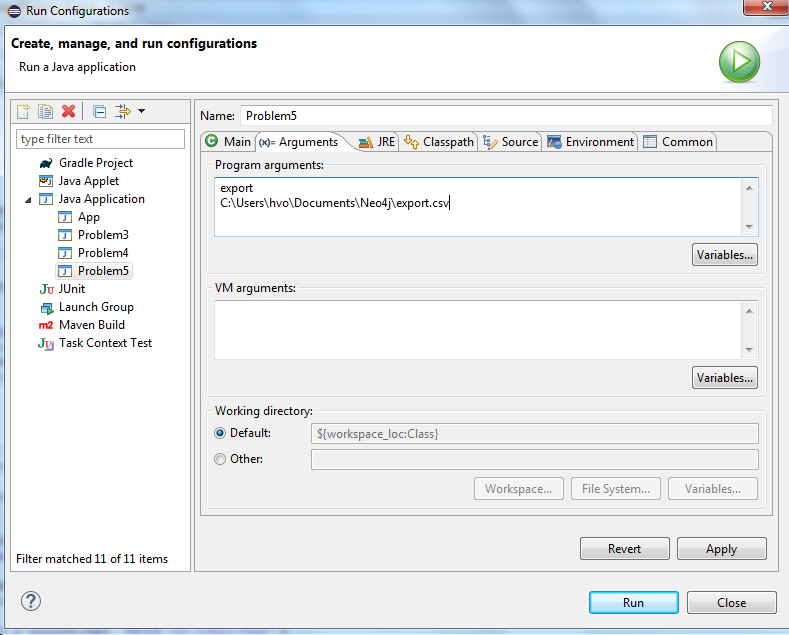 Run Configurations
Create, manage, and run configurations
Run a Java application
Name: Problem5
type filter text
Gradle Project
Java Applet
Java Application
App
Problem3
Problem4
Problem5
JUnit
Launch Group
Maven Build
Task Context Test
Filter matched 11 of 11 items
Main (x)= Arguments JRE Classpath Source Environment Common
Program arguments:
export
C:\Users\hvo\Documents\Neo4j\export.csv
Variables...
VM arguments:
Variables...
Working directory:
Default: ${workspace_loc:Class}
Other:
Workspace... File System... Variables...
Revert Apply
Run Close